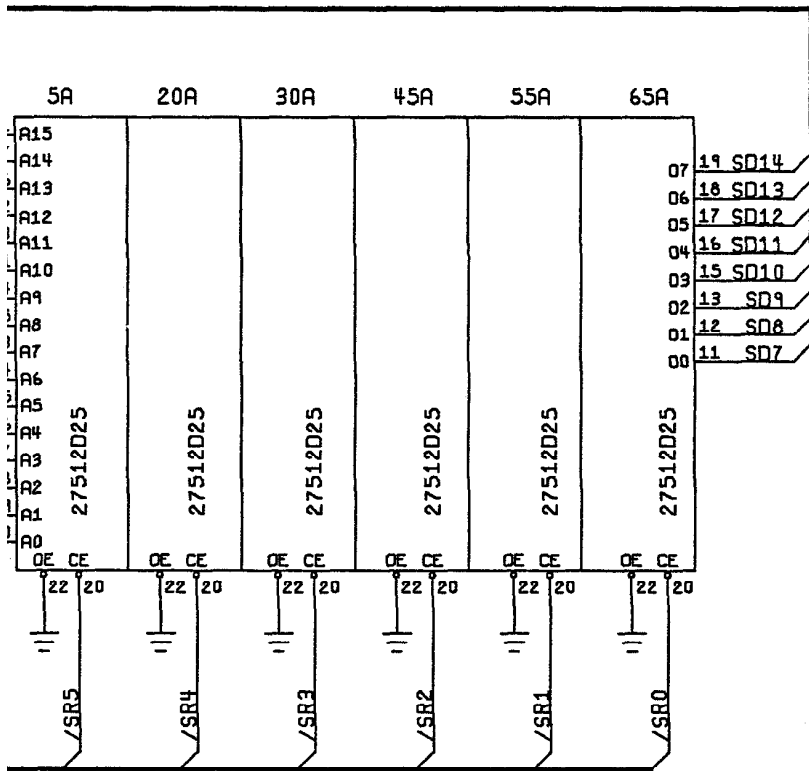 5A 20A 30A 45A 55A 65A
A15
A14
A13
A12
A11
A10
A9
A8
A7
A6
A5
A4
A3
A2
A1
A0
O7 19 SD14
O6 18 SD13
O5 17 SD12
O4 16 SD11
O3 15 SD10
O2 13 SD9
O1 12 SD8
O0 11 SD7
27512D25 27512D25 27512D25 27512D25 27512D25 27512D25
OE CE OE CE OE CE OE CE OE CE OE CE
22 20 22 20 22 20 22 20 22 20 22 20
/SR5 /SR4 /SR3 /SR2 /SR1 /SR0